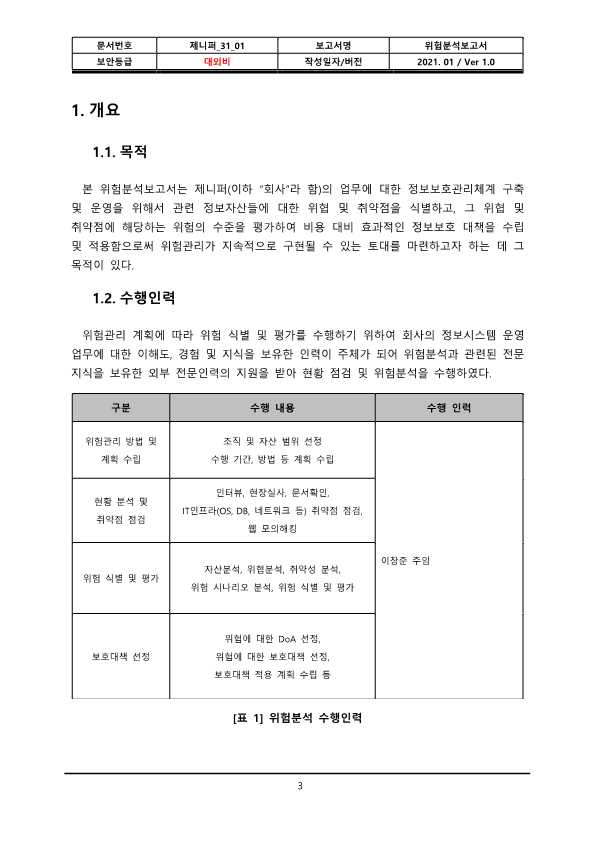 문서번호 제니퍼_31_01 보고서명 위험분석보고서
보안등급 대외비 작성일자/버전 2021. 01 / Ver 1.0
1. 개요
1.1. 목적
본 위험분석보고서는 제니퍼(이하 “회사”라 함)의 업무에 대한 정보보호관리체계 구축
및 운영을 위해서 관련 정보자산들에 대한 위협 및 취약점을 식별하고, 그 위협 및
취약점에 해당하는 위험의 수준을 평가하여 비용 대비 효과적인 정보보호 대책을 수립
및 적용함으로써 위험관리가 지속적으로 구현될 수 있는 토대를 마련하고자 하는 데 그
목적이 있다.
1.2. 수행인력
위험관리 계획에 따라 위험 식별 및 평가를 수행하기 위하여 회사의 정보시스템 운영
업무에 대한 이해도, 경험 및 지식을 보유한 인력이 주체가 되어 위험분석과 관련된 전문
지식을 보유한 외부 전문인력의 지원을 받아 현황 점검 및 위험분석을 수행하였다.
구분 수행 내용 수행 인력
위험관리 방법 및
계획 수립
조직 및 자산 범위 선정
수행 기간, 방법 등 계획 수립
현황 분석 및
취약점 점검
인터뷰, 현장실사, 문서확인,
IT인프라(OS, DB, 네트워크 등) 취약점 점검,
웹 모의해킹
위험 식별 및 평가
자산분석, 위협분석, 취약성 분석,
위험 시나리오 분석, 위험 식별 및 평가
보호대책 선정
위험에 대한 DoA 선정,
위험에 대한 보호대책 선정,
보호대책 적용 계획 수립 등
이창준 주임
[표 1] 위험분석 수행인력
3